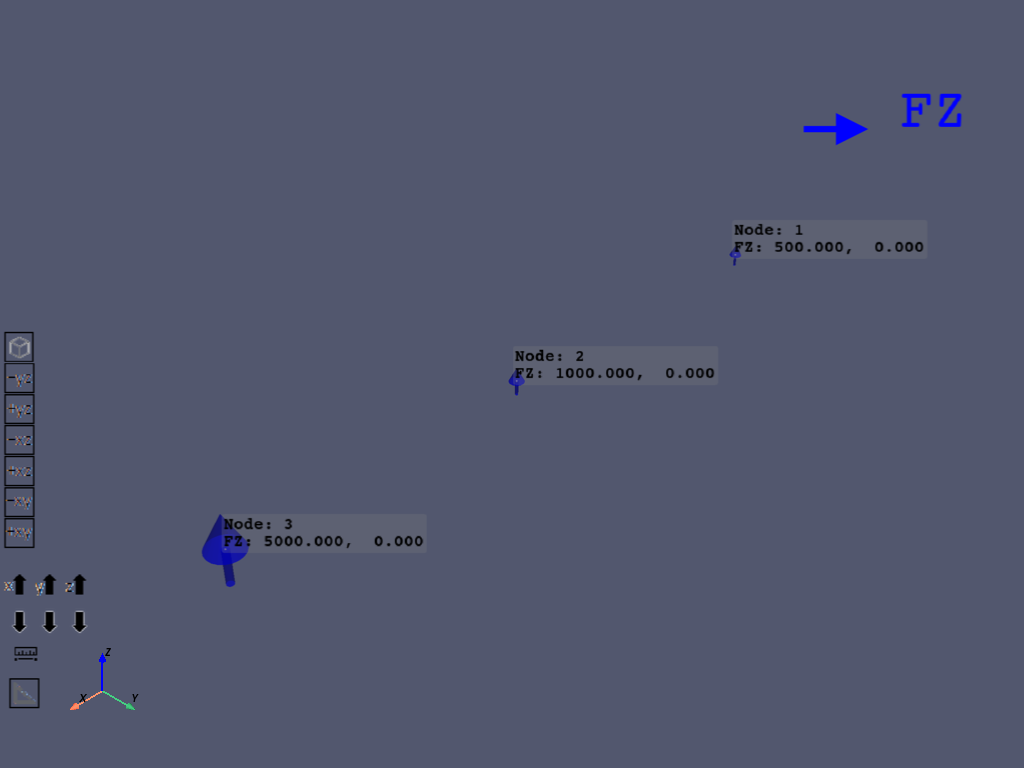 FZ
Node: 1
FZ: 500.000,  0.000
Node: 2
FZ: 1000.000,  0.000
Node: 3
FZ: 5000.000,  0.000
-yz
+yz
-xz
+xz
-xy
+xy
x y z
Z
X
Y